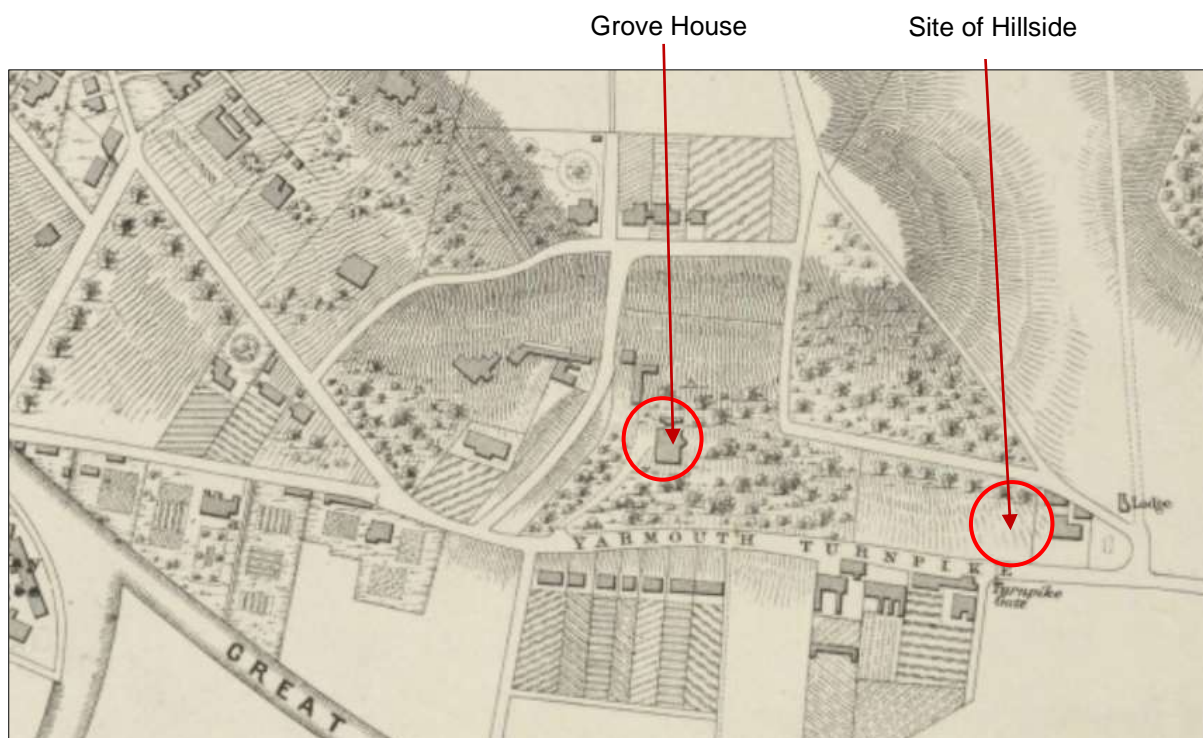 Grove House
Site of Hillside
Lodge
YARMOUTH TURNPIKE
Turnpike
Gate
GREAT